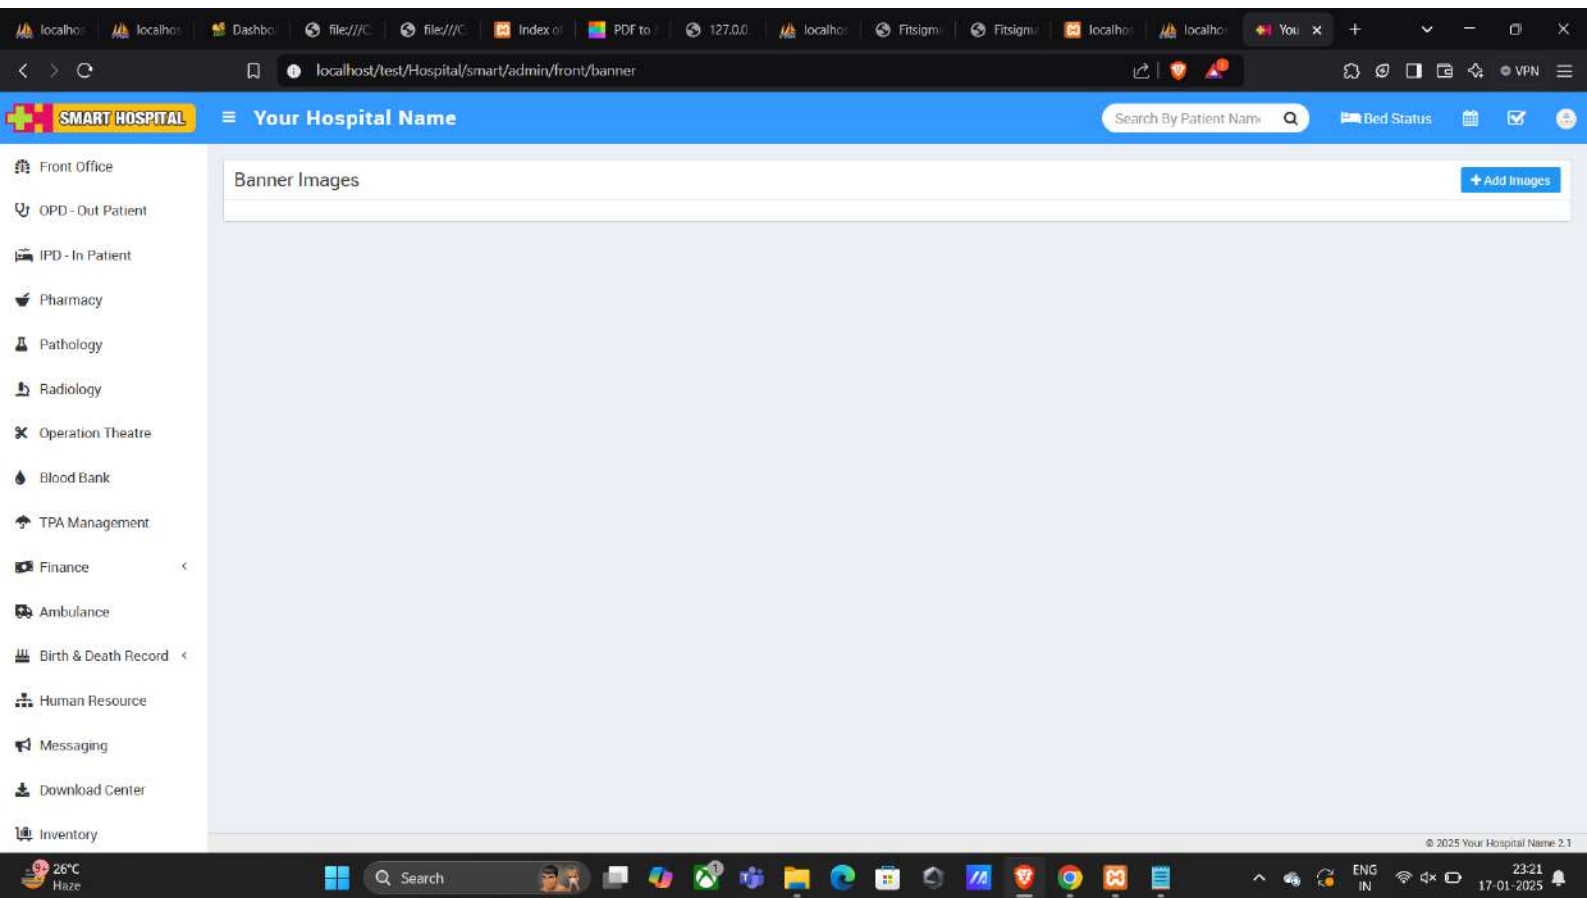 localhos localhos Dashbo file:///C file:///C Index of PDF to J 127.0.0. localhos Fitsigma Fitsigma localhos localhos You
localhost/test/Hospital/smart/admin/front/banner VPN
SMART HOSPITAL Your Hospital Name Search By Patient Nam Bed Status
Front Office
Banner Images + Add Images
OPD - Out Patient
IPD - In Patient
Pharmacy
Pathology
Radiology
Operation Theatre
Blood Bank
TPA Management
Finance
Ambulance
Birth & Death Record
Human Resource
Messaging
Download Center
Inventory
© 2025 Your Hospital Name 2.1
9+ 26°C
Haze
Search
1
ENG
IN
23:21
17-01-2025